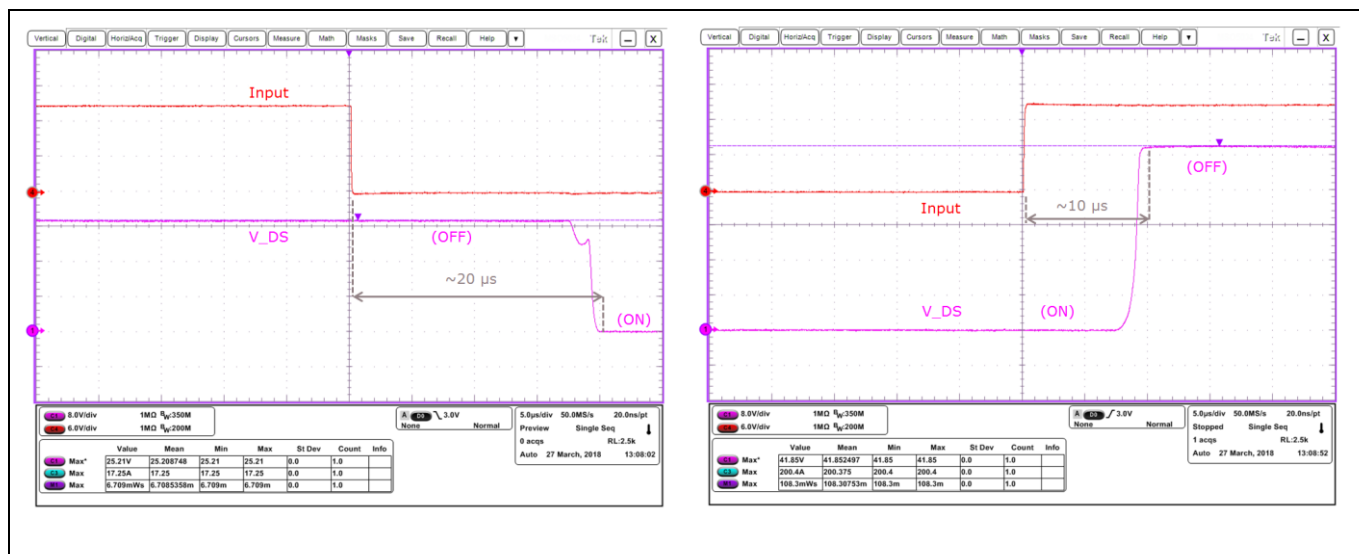 Vertical Digital Horiz/Acq Trigger Display Cursors Measure Math Masks Save Recall Help ▼ Tek — X
Input
V_DS (OFF)
~20 µs
(ON)
C1 8.0V/div 1MΩ BW:350M
C4 6.0V/div 1MΩ BW:200M
A D9 3.0V
None Normal
5.0µs/div 50.0MS/s 20.0ns/pt
Preview Single Seq
0 acqs RL:2.5k
Auto 27 March, 2018 13:08:02
Value Mean Min Max St Dev Count Info
C1 Max* 25.21V 25.208748 25.21 25.21 0.0 1.0
C3 Max 17.25A 17.25 17.25 17.25 0.0 1.0
M1 Max 6.709mWs 6.7085358m 6.709m 6.709m 0.0 1.0
Vertical Digital Horiz/Acq Trigger Display Cursors Measure Math Masks Save Recall Help ▼ Tek — X
(OFF)
Input
~10 µs
V_DS (ON)
C1 8.0V/div 1MΩ BW:350M
C4 6.0V/div 1MΩ BW:200M
A D9 3.0V
None Normal
5.0µs/div 50.0MS/s 20.0ns/pt
Stopped Single Seq
1 acqs RL:2.5k
Auto 27 March, 2018 13:08:52
Value Mean Min Max St Dev Count Info
C1 Max* 41.85V 41.852497 41.85 41.85 0.0 1.0
C3 Max 200.4A 200.375 200.4 200.4 0.0 1.0
M1 Max 108.3mWs 108.30753m 108.3m 108.3m 0.0 1.0